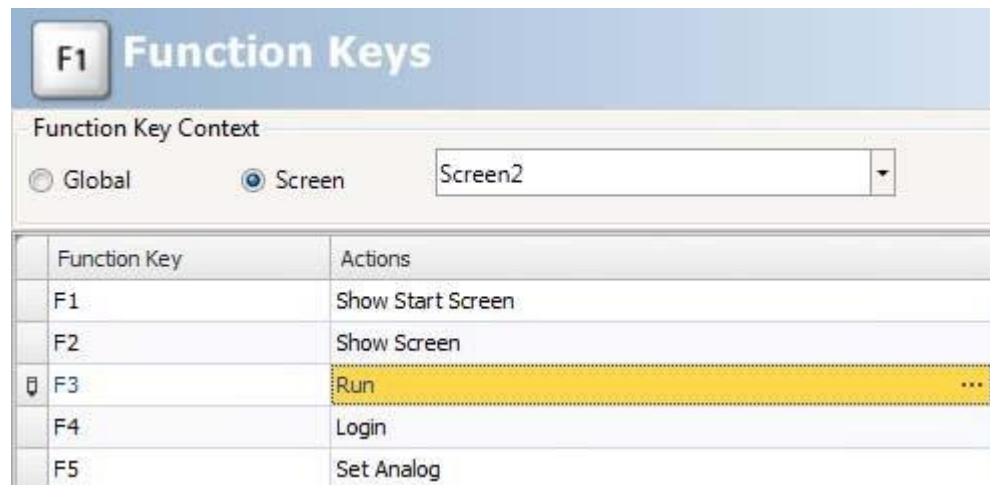 F1 Function Keys
Function Key Context
Global Screen Screen2
Function Key Actions
F1 Show Start Screen
F2 Show Screen
F3 Run ...
F4 Login
F5 Set Analog